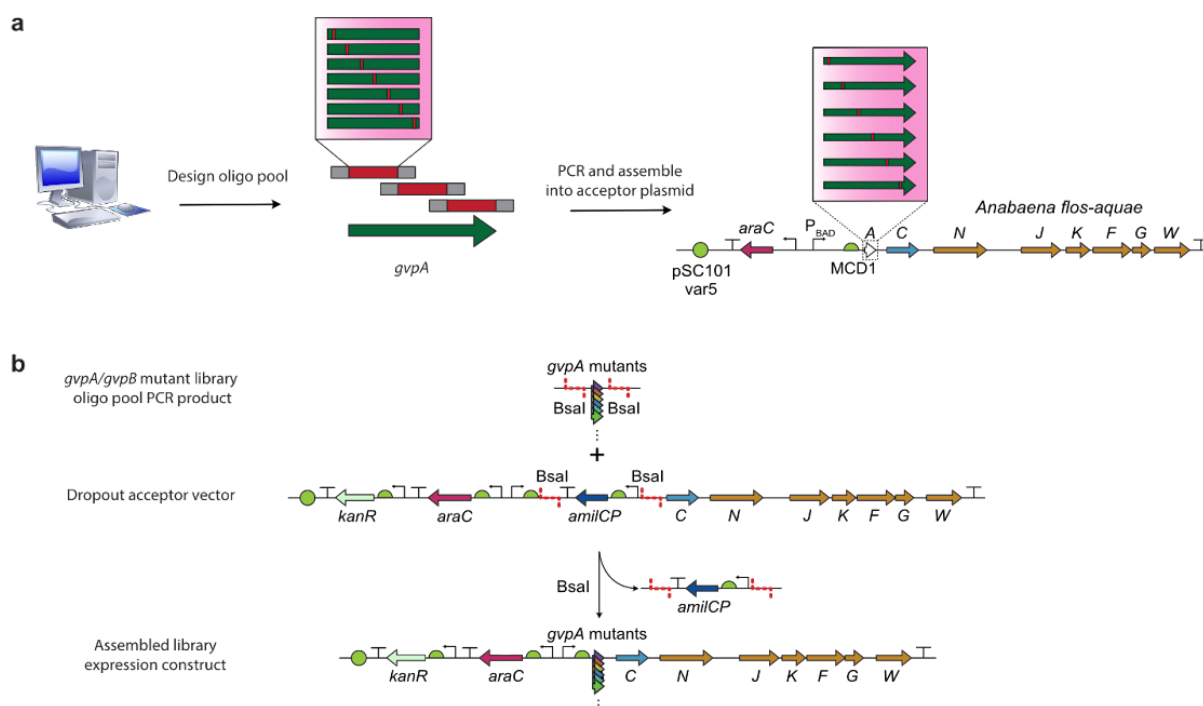 a
Design oligo pool
gvpA
PCR and assemble
into acceptor plasmid
Anabaena flos-aquae
araC
P_BAD
A
C
N
J
K
F
G
W
pSC101
var5
MCD1
b
gvpA/gvpB mutant library
oligo pool PCR product
gvpA mutants
BsaI
BsaI
+
Dropout acceptor vector
BsaI
BsaI
kanR
araC
amilCP
C
N
J
K
F
G
W
BsaI
amilCP
Assembled library
expression construct
gvpA mutants
kanR
araC
C
N
J
K
F
G
W